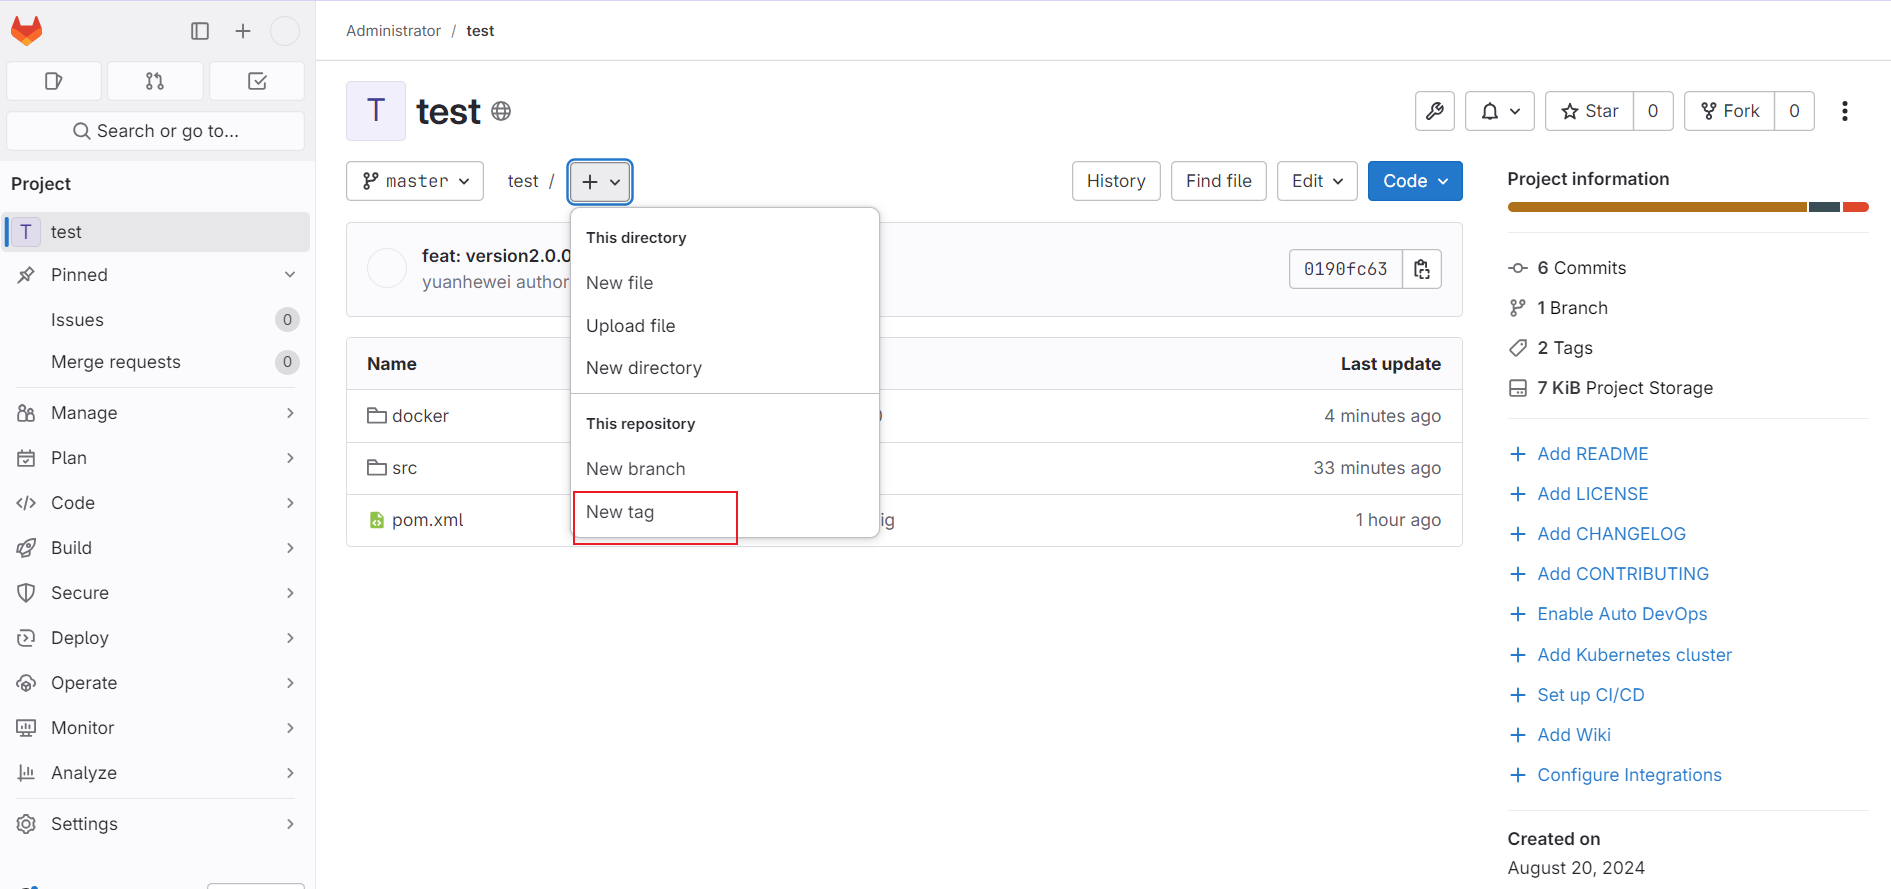 Administrator / test
Search or go to...
Project
T test
Pinned
Issues 0
Merge requests 0
Manage
Plan
Code
Build
Secure
Deploy
Operate
Monitor
Analyze
Settings
T test
Star 0
Fork 0
master
test /
History
Find file
Edit
Code
This directory
New file
Upload file
New directory
This repository
New branch
New tag
feat: version2.0.0
yuanhewei author
0190fc63
Name
Last update
docker
4 minutes ago
src
33 minutes ago
pom.xml
ig
1 hour ago
Project information
6 Commits
1 Branch
2 Tags
7 KiB Project Storage
Add README
Add LICENSE
Add CHANGELOG
Add CONTRIBUTING
Enable Auto DevOps
Add Kubernetes cluster
Set up CI/CD
Add Wiki
Configure Integrations
Created on
August 20, 2024